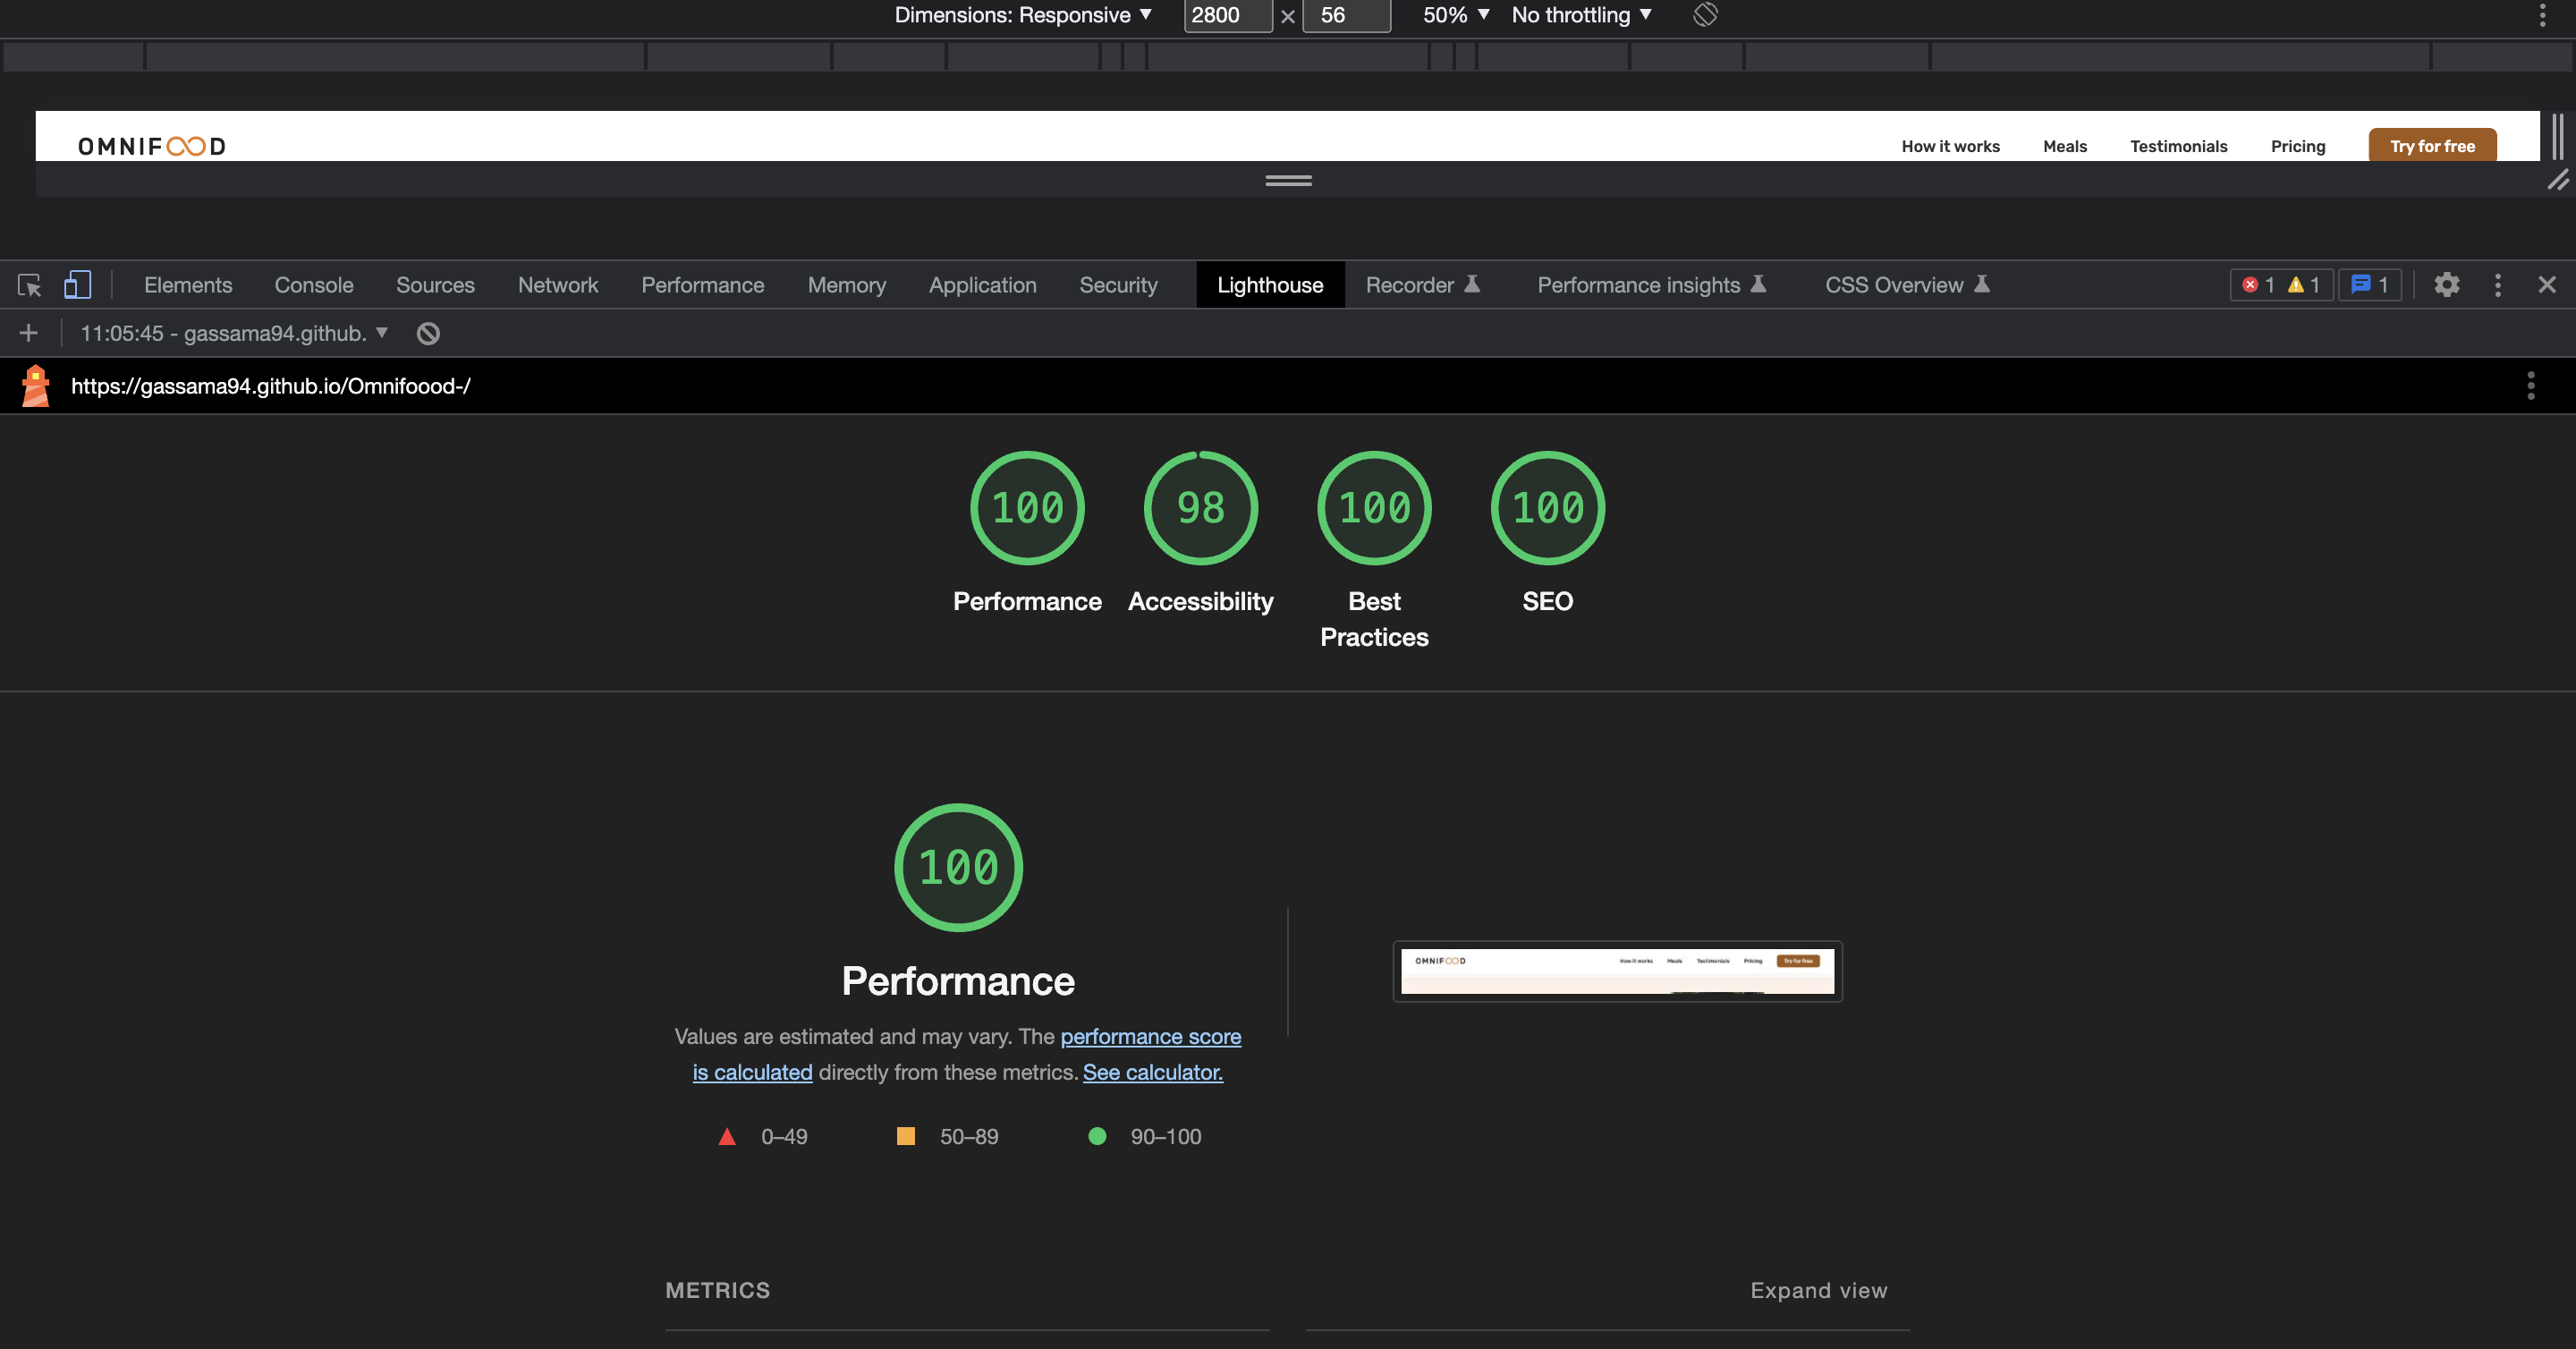 Dimensions: Responsive ▼ 2800 × 56 50% ▼ No throttling ▼
OMNIFOOD How it works Meals Testimonials Pricing Try for free
Elements Console Sources Network Performance Memory Application Security Lighthouse Recorder Performance insights CSS Overview 1 1 1
+ 11:05:45 - gassama94.github. ▼
https://gassama94.github.io/Omnifoood-/
100 98 100 100
Performance Accessibility Best Practices SEO
100
Performance
Values are estimated and may vary. The performance score
is calculated directly from these metrics. See calculator.
0–49 50–89 90–100
OMNIFOOD How it works Meals Testimonials Pricing Try for free
METRICS Expand view